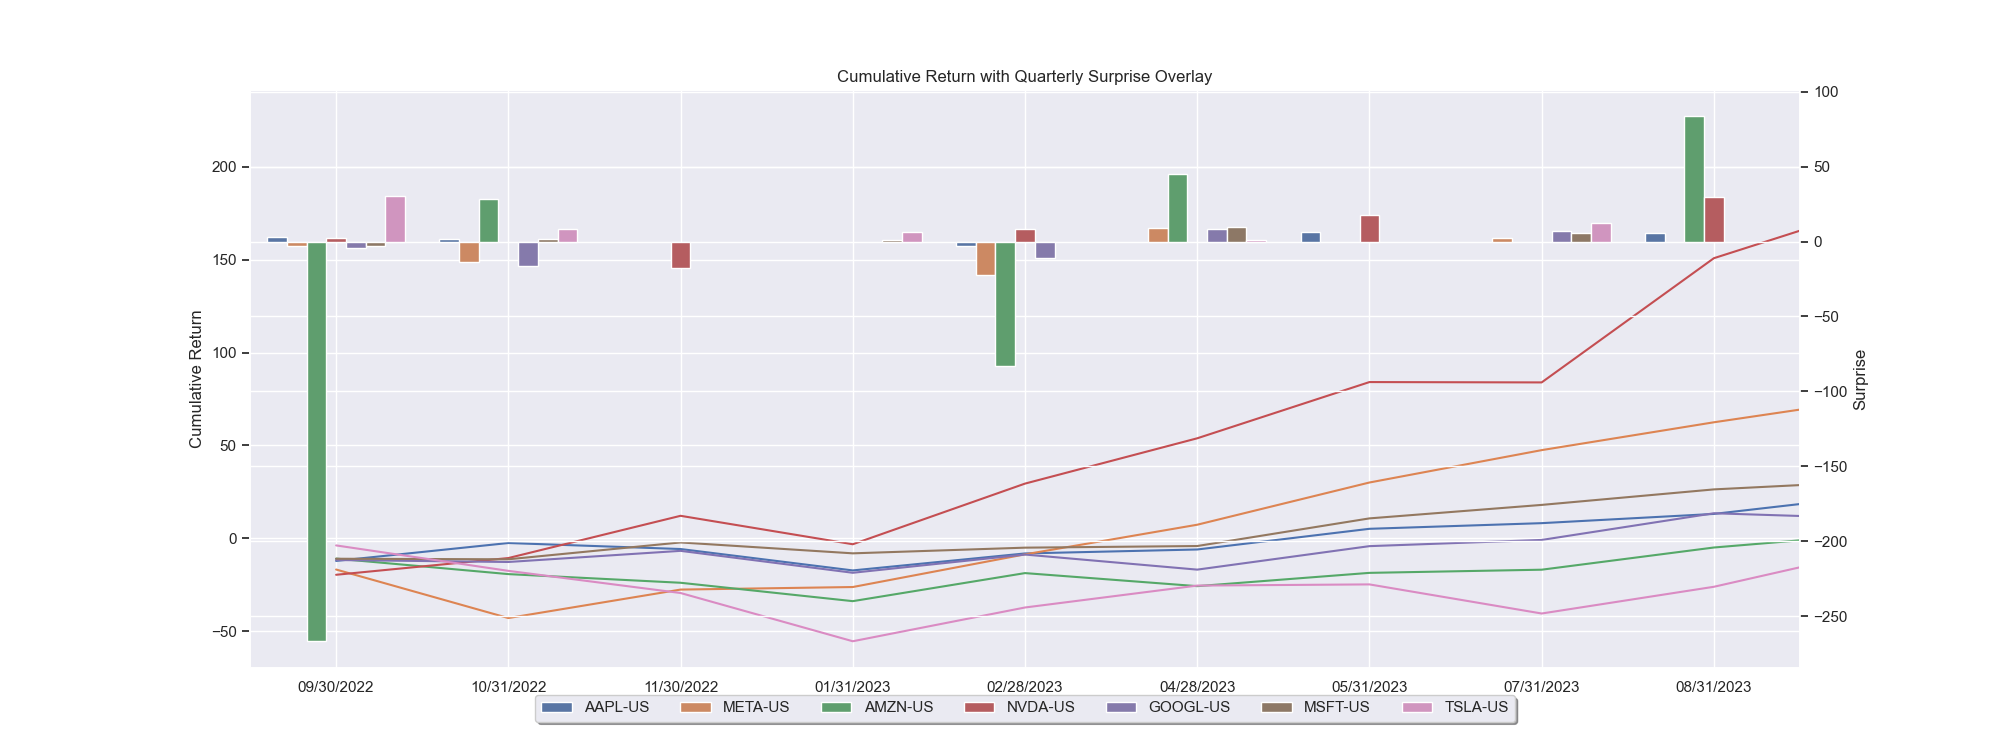 Cumulative Return with Quarterly Surprise Overlay
Cumulative Return
200
150
100
50
0
−50
100
50
0
−50
−100
−150
−200
−250
Surprise
09/30/2022 10/31/2022 11/30/2022 01/31/2023 02/28/2023 04/28/2023 05/31/2023 07/31/2023 08/31/2023
AAPL-US META-US AMZN-US NVDA-US GOOGL-US MSFT-US TSLA-US